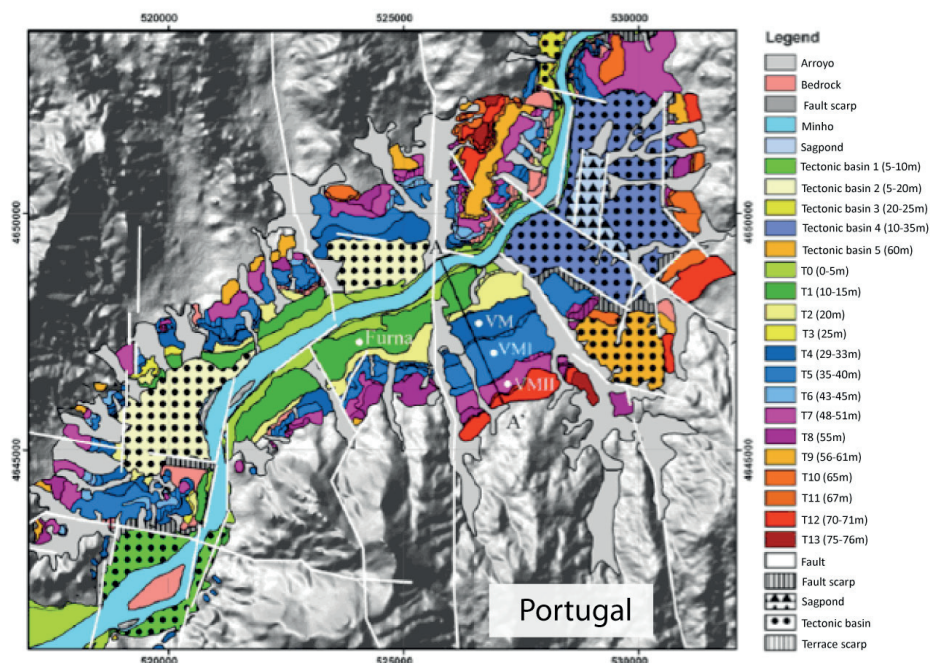 520000 525000 530000
4650000
4645000
A
Furna
VM
VMI
VMII
A'
Portugal
520000 525000 530000
4650000
4645000
Legend
Arroyo
Bedrock
Fault scarp
Minho
Sagpond
Tectonic basin 1 (5-10m)
Tectonic basin 2 (5-20m)
Tectonic basin 3 (20-25m)
Tectonic basin 4 (10-35m)
Tectonic basin 5 (60m)
T0 (0-5m)
T1 (10-15m)
T2 (20m)
T3 (25m)
T4 (29-33m)
T5 (35-40m)
T6 (43-45m)
T7 (48-51m)
T8 (55m)
T9 (56-61m)
T10 (65m)
T11 (67m)
T12 (70-71m)
T13 (75-76m)
Fault
Fault scarp
Sagpond
Tectonic basin
Terrace scarp